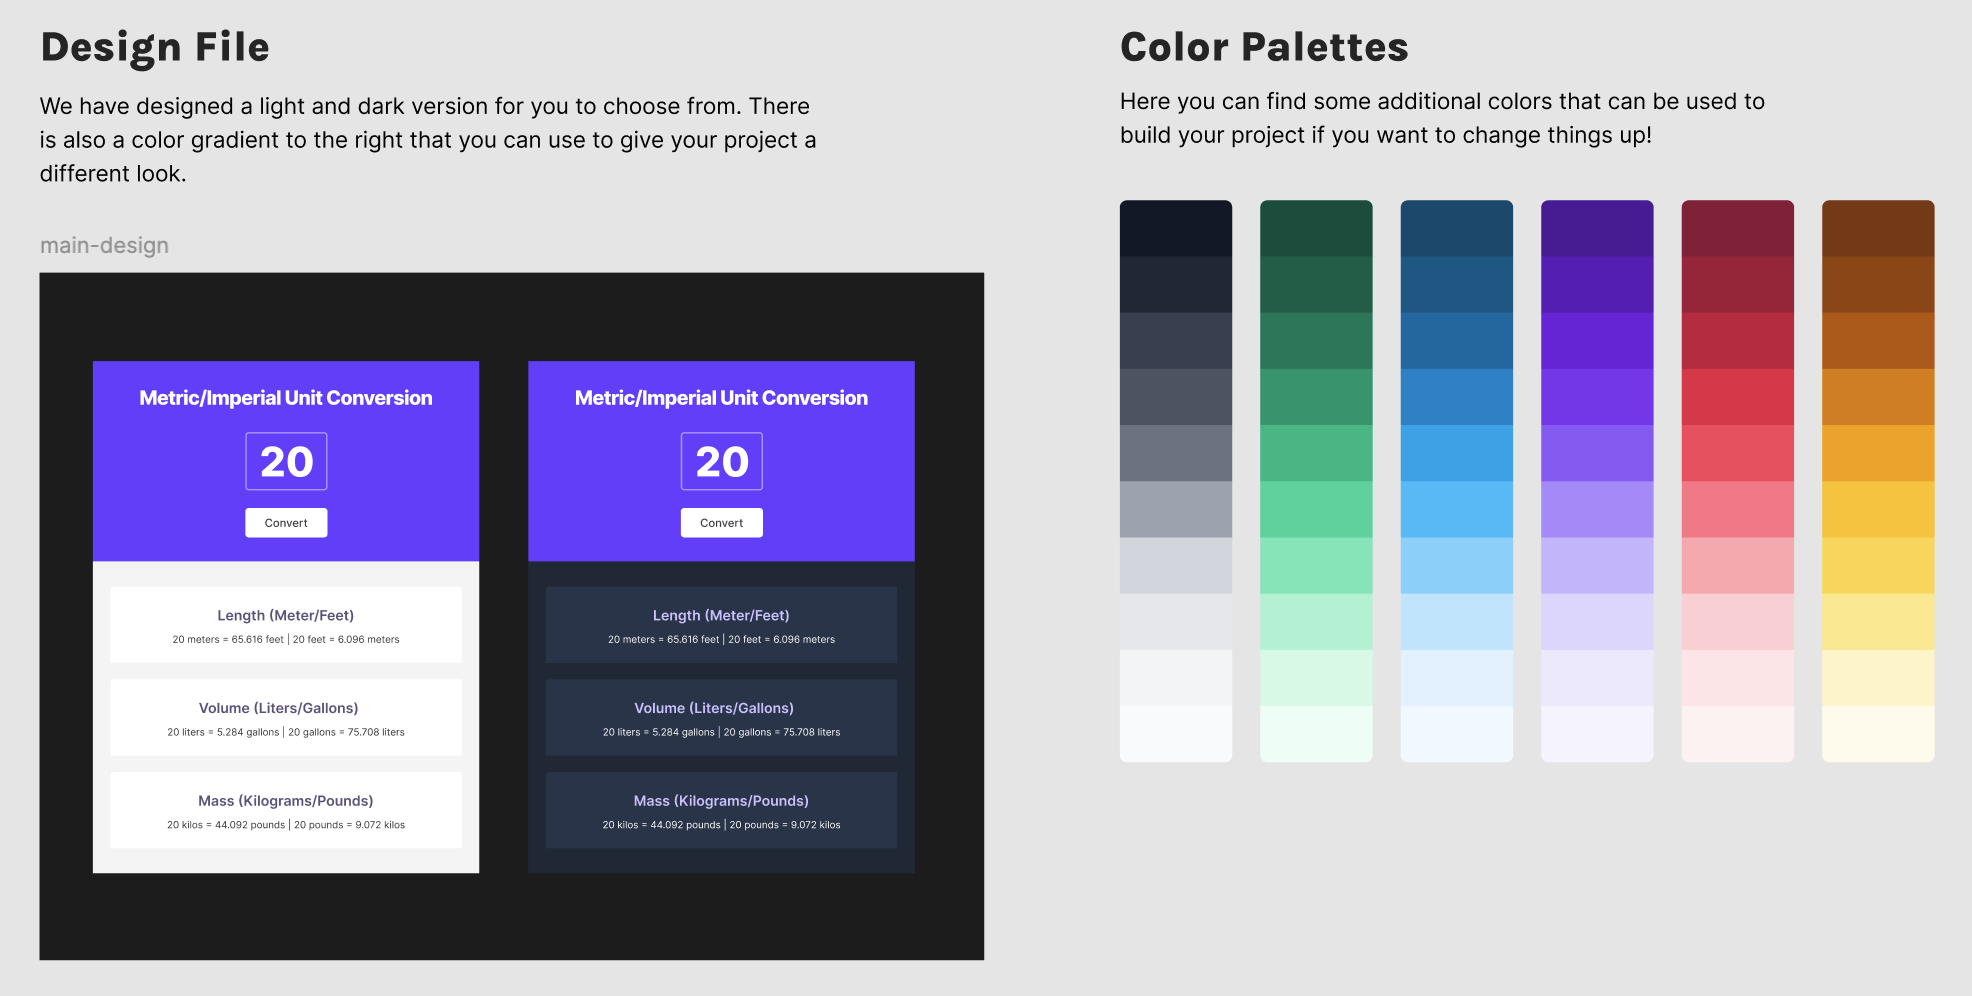 Design File
We have designed a light and dark version for you to choose from. There
is also a color gradient to the right that you can use to give your project a
different look.
main-design
Metric/Imperial Unit Conversion
20
Convert
Length (Meter/Feet)
20 meters = 65.616 feet | 20 feet = 6.096 meters
Volume (Liters/Gallons)
20 liters = 5.284 gallons | 20 gallons = 75.708 liters
Mass (Kilograms/Pounds)
20 kilos = 44.092 pounds | 20 pounds = 9.072 kilos
Metric/Imperial Unit Conversion
20
Convert
Length (Meter/Feet)
20 meters = 65.616 feet | 20 feet = 6.096 meters
Volume (Liters/Gallons)
20 liters = 5.284 gallons | 20 gallons = 75.708 liters
Mass (Kilograms/Pounds)
20 kilos = 44.092 pounds | 20 pounds = 9.072 kilos
Color Palettes
Here you can find some additional colors that can be used to
build your project if you want to change things up!